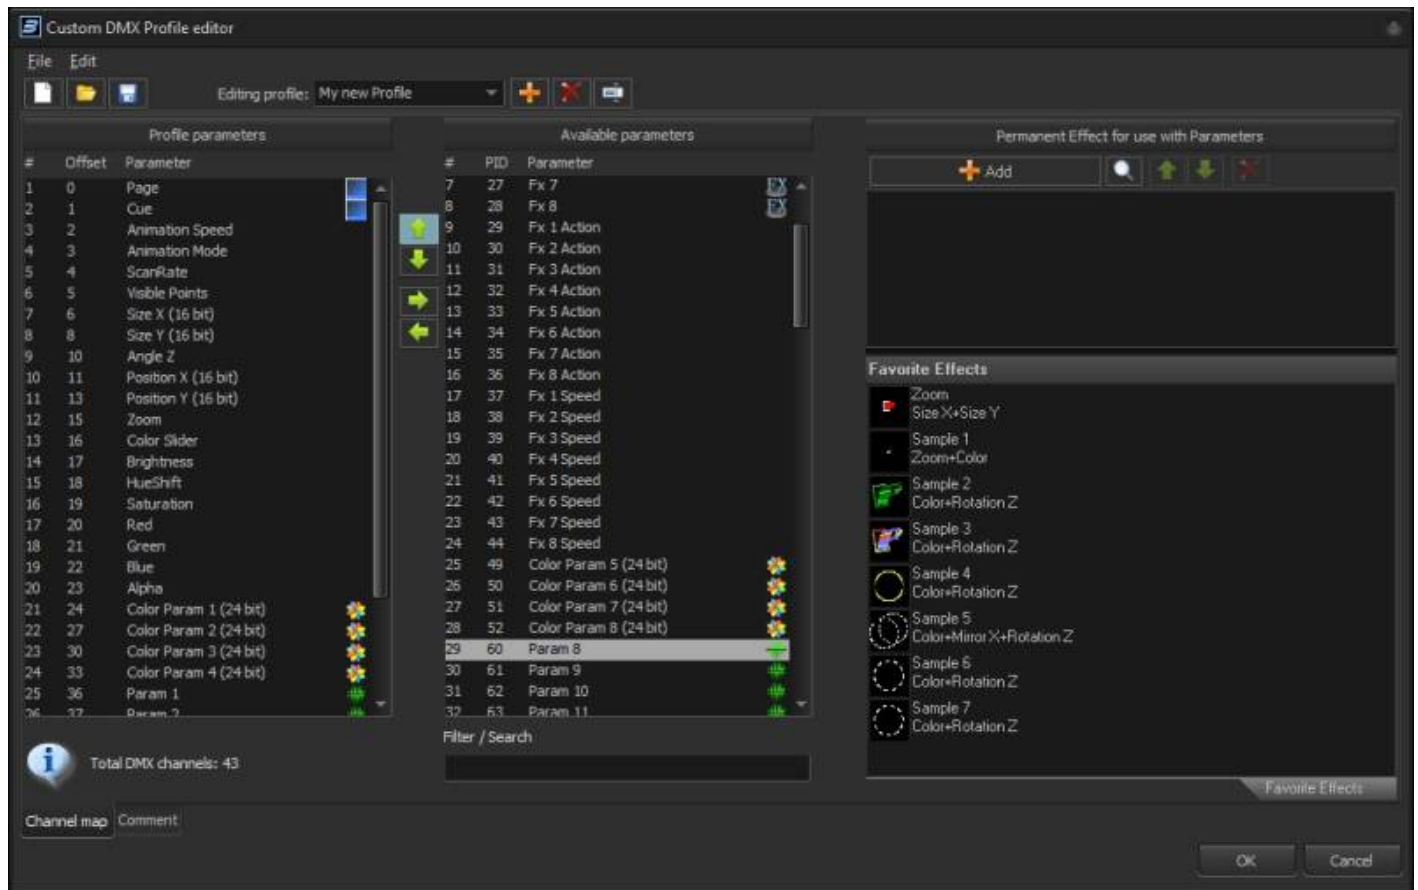 Custom DMX Profile editor
File Edit
Editing profile: My new Profile
Profile parameters
# Offset Parameter
1 0 Page
2 1 Cue
3 2 Animation Speed
4 3 Animation Mode
5 4 ScanRate
6 5 Visible Points
7 6 Size X (16 bit)
8 8 Size Y (16 bit)
9 10 Angle Z
10 11 Position X (16 bit)
11 13 Position Y (16 bit)
12 15 Zoom
13 16 Color Slider
14 17 Brightness
15 18 HueShift
16 19 Saturation
17 20 Red
18 21 Green
19 22 Blue
20 23 Alpha
21 24 Color Param 1 (24 bit)
22 27 Color Param 2 (24 bit)
23 30 Color Param 3 (24 bit)
24 33 Color Param 4 (24 bit)
25 36 Param 1
26 37 Param 2
Total DMX channels: 43
Available parameters
# PID Parameter
7 27 Fx 7 FX
8 28 Fx 8 FX
9 29 Fx 1 Action
10 30 Fx 2 Action
11 31 Fx 3 Action
12 32 Fx 4 Action
13 33 Fx 5 Action
14 34 Fx 6 Action
15 35 Fx 7 Action
16 36 Fx 8 Action
17 37 Fx 1 Speed
18 38 Fx 2 Speed
19 39 Fx 3 Speed
20 40 Fx 4 Speed
21 41 Fx 5 Speed
22 42 Fx 6 Speed
23 43 Fx 7 Speed
24 44 Fx 8 Speed
25 49 Color Param 5 (24 bit)
26 50 Color Param 6 (24 bit)
27 51 Color Param 7 (24 bit)
28 52 Color Param 8 (24 bit)
29 60 Param 8
30 61 Param 9
31 62 Param 10
32 63 Param 11
Filter / Search
Permanent Effect for use with Parameters
Add
Favorite Effects
Zoom
Size X+Size Y
Sample 1
Zoom+Color
Sample 2
Color+Rotation Z
Sample 3
Color+Rotation Z
Sample 4
Color+Rotation Z
Sample 5
Color+Mirror X+Rotation Z
Sample 6
Color+Rotation Z
Sample 7
Color+Rotation Z
Favorite Effects
Channel map Comment
OK Cancel